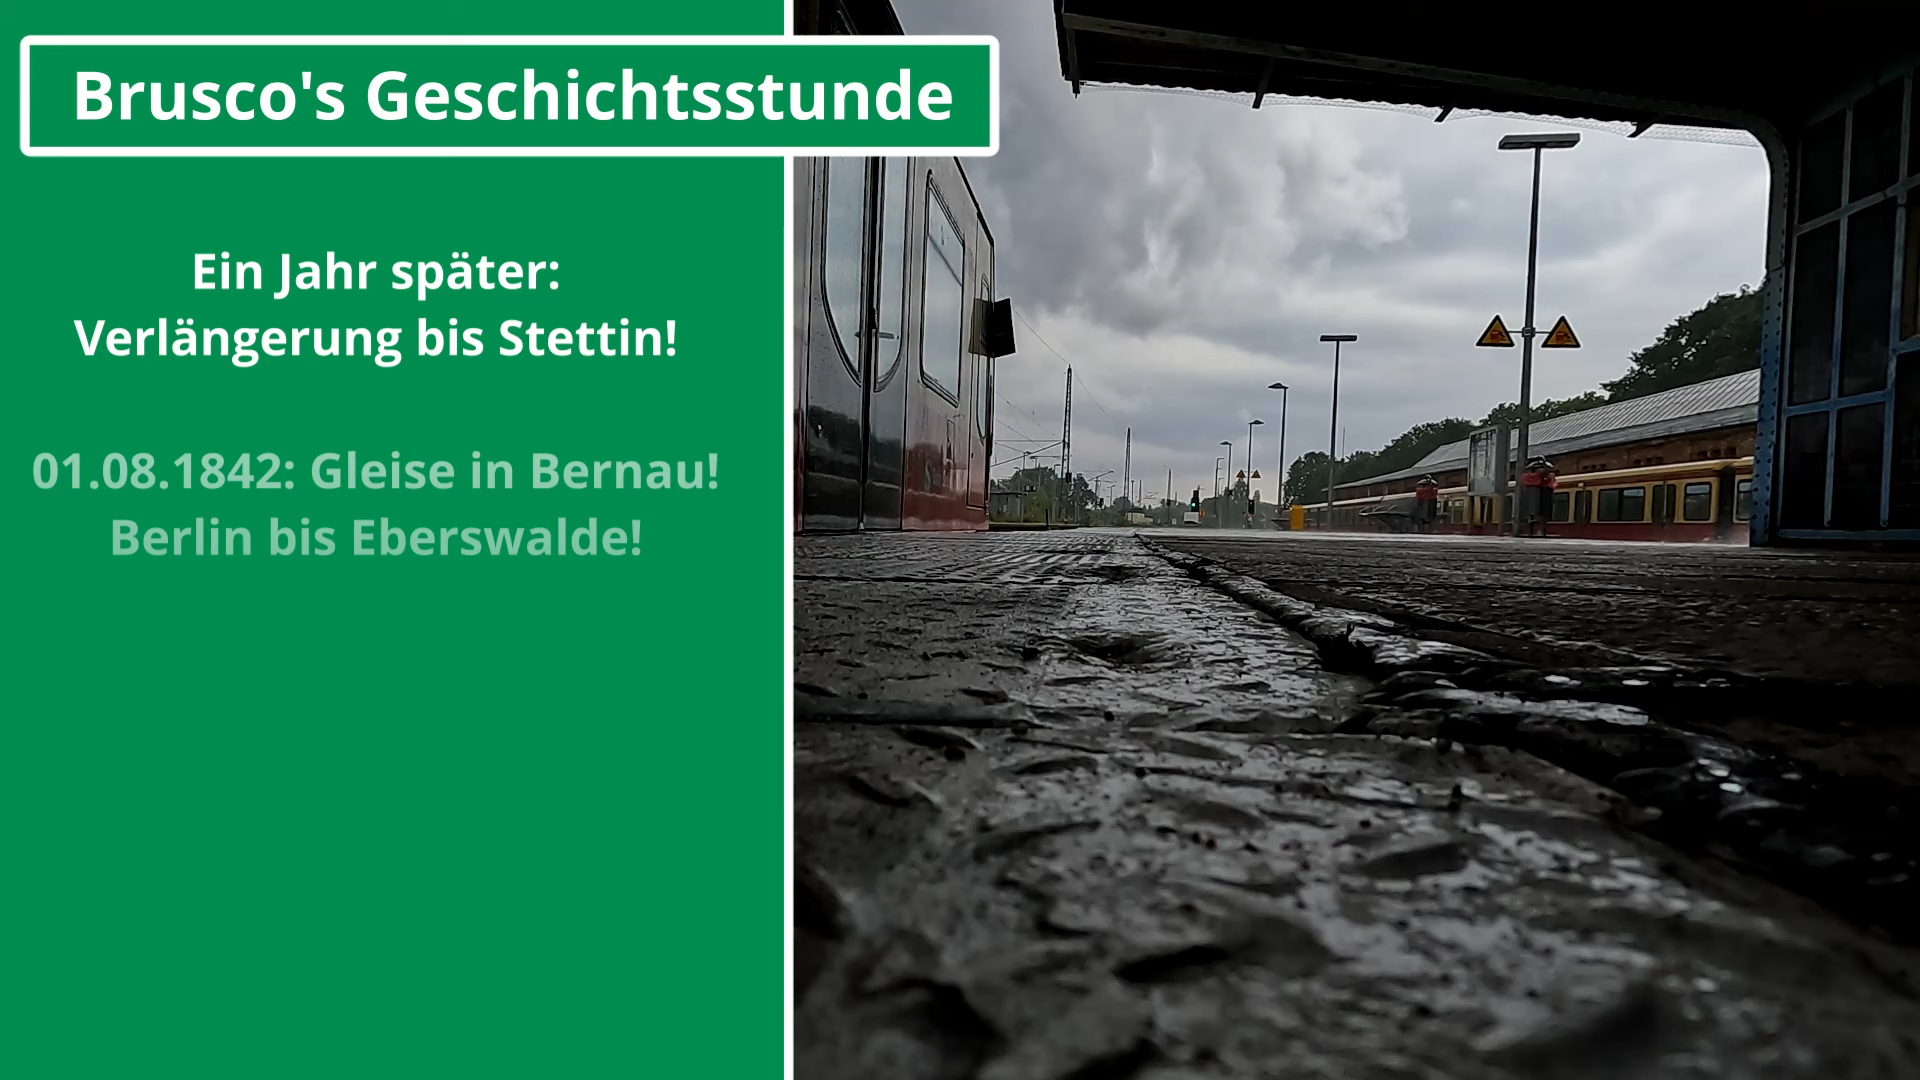 Brusco's Geschichtsstunde
Ein Jahr später:
Verlängerung bis Stettin!
01.08.1842: Gleise in Bernau!
Berlin bis Eberswalde!